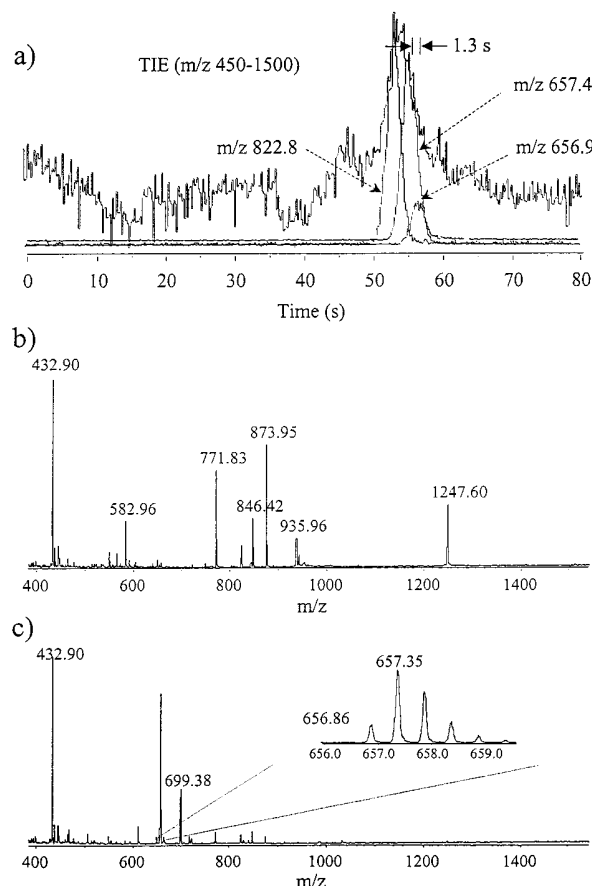 a)
TIE (m/z 450-1500)
1.3 s
m/z 657.4
m/z 822.8
m/z 656.9
0 10 20 30 40 50 60 70 80
Time (s)
b)
432.90
873.95
771.83
1247.60
582.96
846.42
935.96
400 600 800 1000 1200 1400
m/z
c)
432.90
657.35
656.86
656.0 657.0 658.0 659.0
699.38
400 600 800 1000 1200 1400
m/z